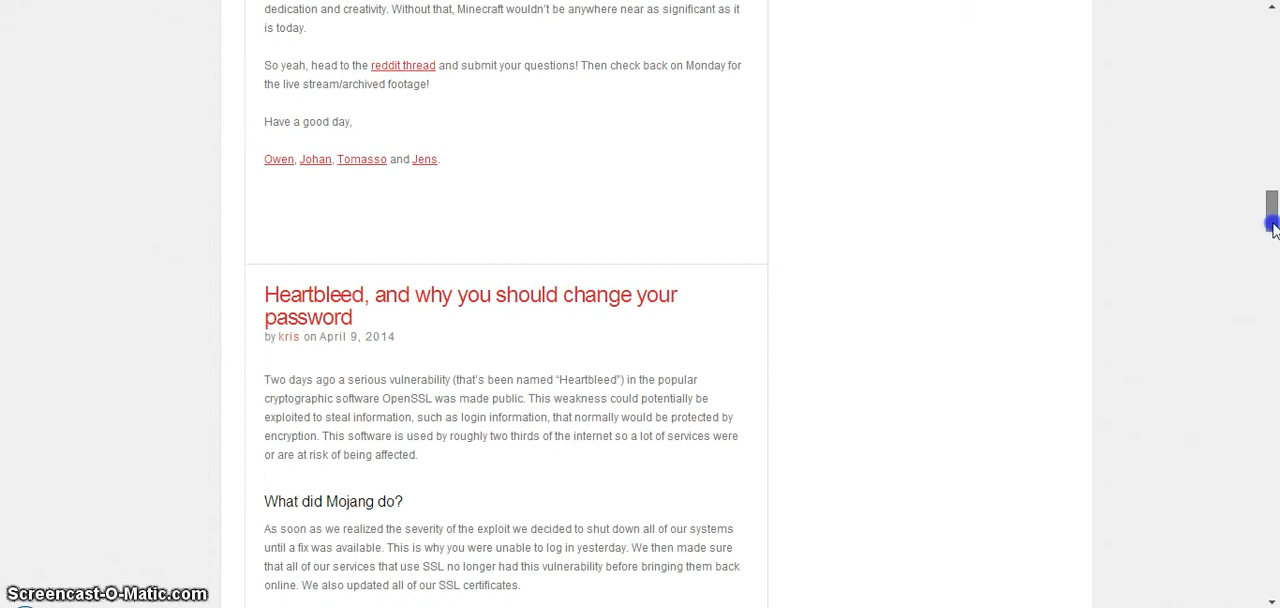 dedication and creativity. Without that, Minecraft wouldn't be anywhere near as significant as it
is today.
So yeah, head to the reddit thread and submit your questions! Then check back on Monday for
the live stream/archived footage!
Have a good day,
Owen, Johan, Tomasso and Jens.
Heartbleed, and why you should change your
password
by kris on April 9, 2014
Two days ago a serious vulnerability (that's been named “Heartbleed”) in the popular
cryptographic software OpenSSL was made public. This weakness could potentially be
exploited to steal information, such as login information, that normally would be protected by
encryption. This software is used by roughly two thirds of the internet so a lot of services were
or are at risk of being affected.
What did Mojang do?
As soon as we realized the severity of the exploit we decided to shut down all of our systems
until a fix was available. This is why you were unable to log in yesterday. We then made sure
that all of our services that use SSL no longer had this vulnerability before bringing them back
online. We also updated all of our SSL certificates.
Screencast-O-Matic.com